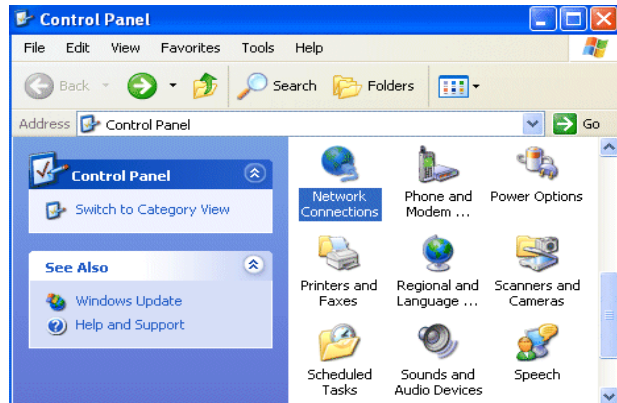 Control Panel
File Edit View Favorites Tools Help
Back Search Folders
Address Control Panel Go
Control Panel
Switch to Category View
See Also
Windows Update
Help and Support
Network
Connections
Phone and
Modem ...
Power Options
Printers and
Faxes
Regional and
Language ...
Scanners and
Cameras
Scheduled
Tasks
Sounds and
Audio Devices
Speech